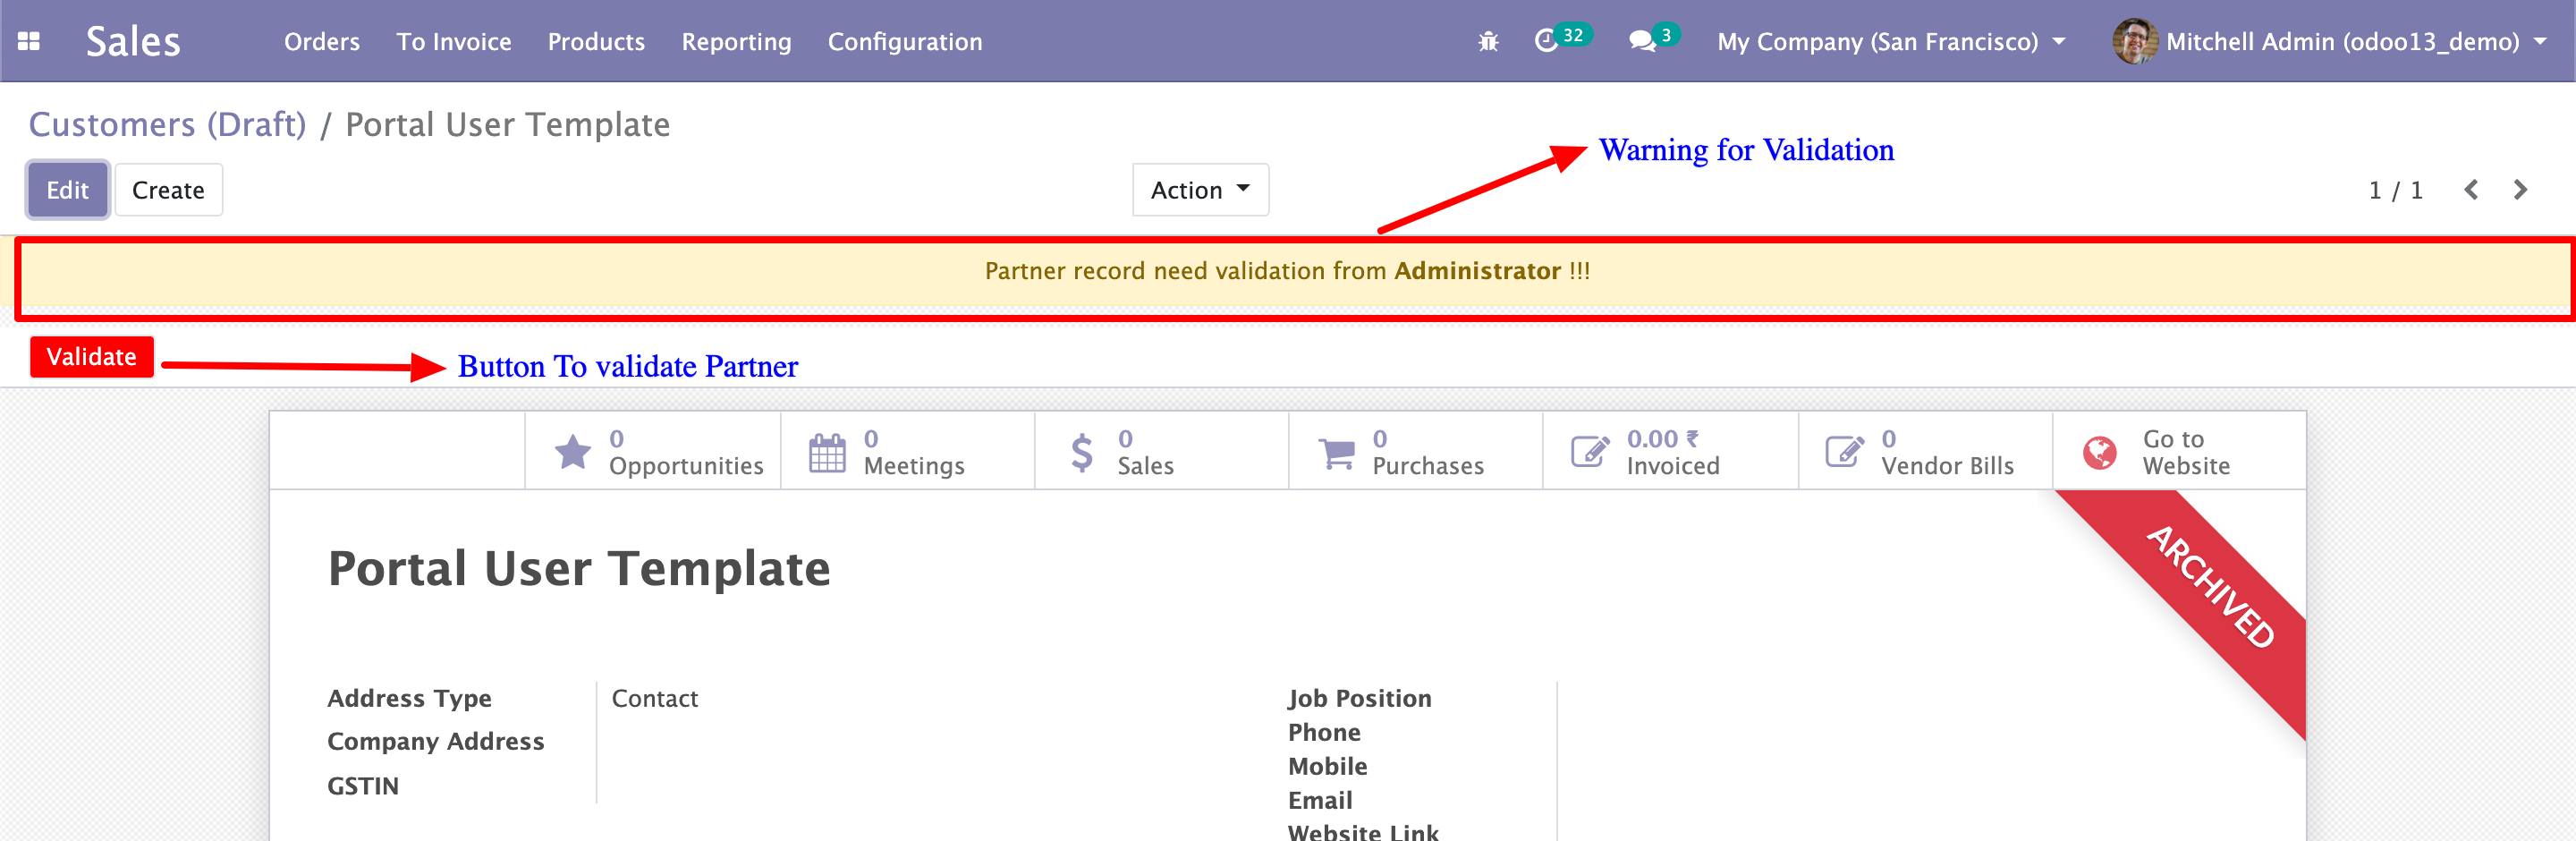 Sales Orders To Invoice Products Reporting Configuration 32 3 My Company (San Francisco) Mitchell Admin (odoo13_demo)
Customers (Draft) / Portal User Template
Warning for Validation
Edit Create Action 1 / 1
Partner record need validation from Administrator !!!
Validate Button To validate Partner
0 Opportunities
0 Meetings
0 Sales
0 Purchases
0.00 ₹ Invoiced
0 Vendor Bills
Go to Website
ARCHIVED
Portal User Template
Address Type Contact
Company Address
GSTIN
Job Position
Phone
Mobile
Email
Website Link